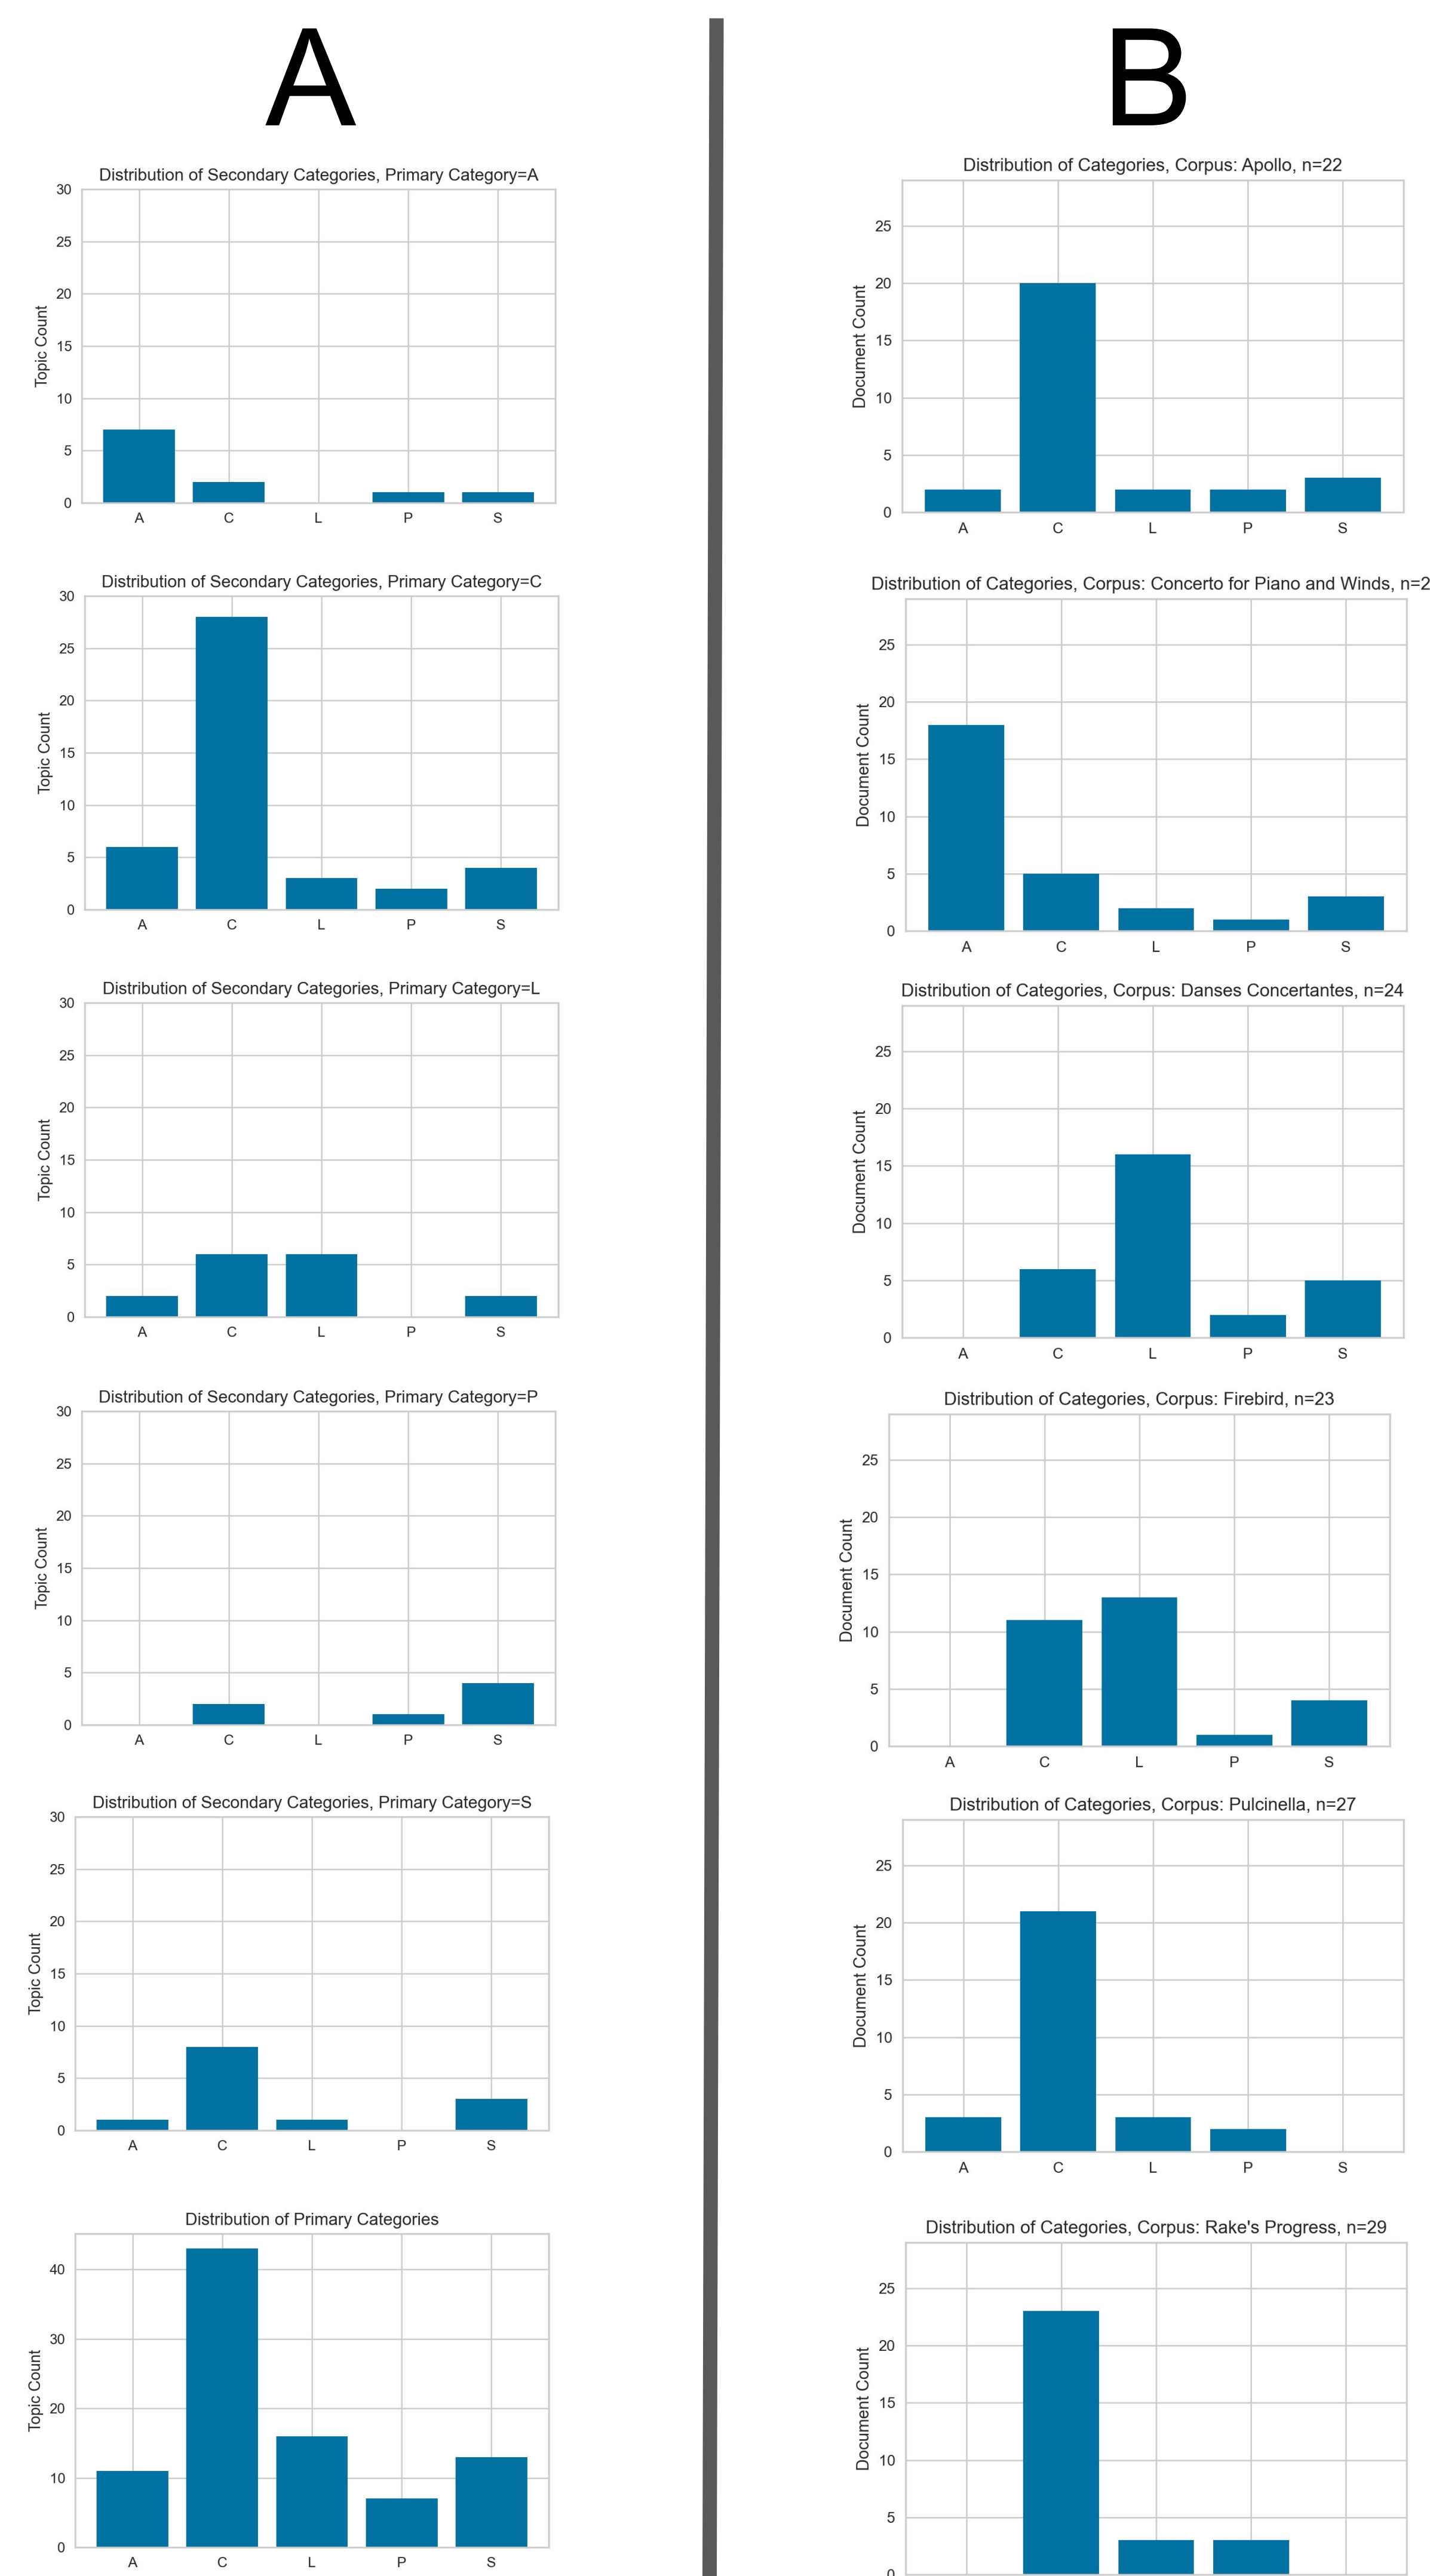 A
Distribution of Secondary Categories, Primary Category=A
30
25
20
15
10
5
0
Topic Count
A C L P S
Distribution of Secondary Categories, Primary Category=C
30
25
20
15
10
5
0
Topic Count
A C L P S
Distribution of Secondary Categories, Primary Category=L
30
25
20
15
10
5
0
Topic Count
A C L P S
Distribution of Secondary Categories, Primary Category=P
30
25
20
15
10
5
0
Topic Count
A C L P S
Distribution of Secondary Categories, Primary Category=S
30
25
20
15
10
5
0
Topic Count
A C L P S
Distribution of Primary Categories
40
30
20
10
0
Topic Count
A C L P S
B
Distribution of Categories, Corpus: Apollo, n=22
25
20
15
10
5
0
Document Count
A C L P S
Distribution of Categories, Corpus: Concerto for Piano and Winds, n=2
25
20
15
10
5
0
Document Count
A C L P S
Distribution of Categories, Corpus: Danses Concertantes, n=24
25
20
15
10
5
0
Document Count
A C L P S
Distribution of Categories, Corpus: Firebird, n=23
25
20
15
10
5
0
Document Count
A C L P S
Distribution of Categories, Corpus: Pulcinella, n=27
25
20
15
10
5
0
Document Count
A C L P S
Distribution of Categories, Corpus: Rake's Progress, n=29
25
20
15
10
5
0
Document Count